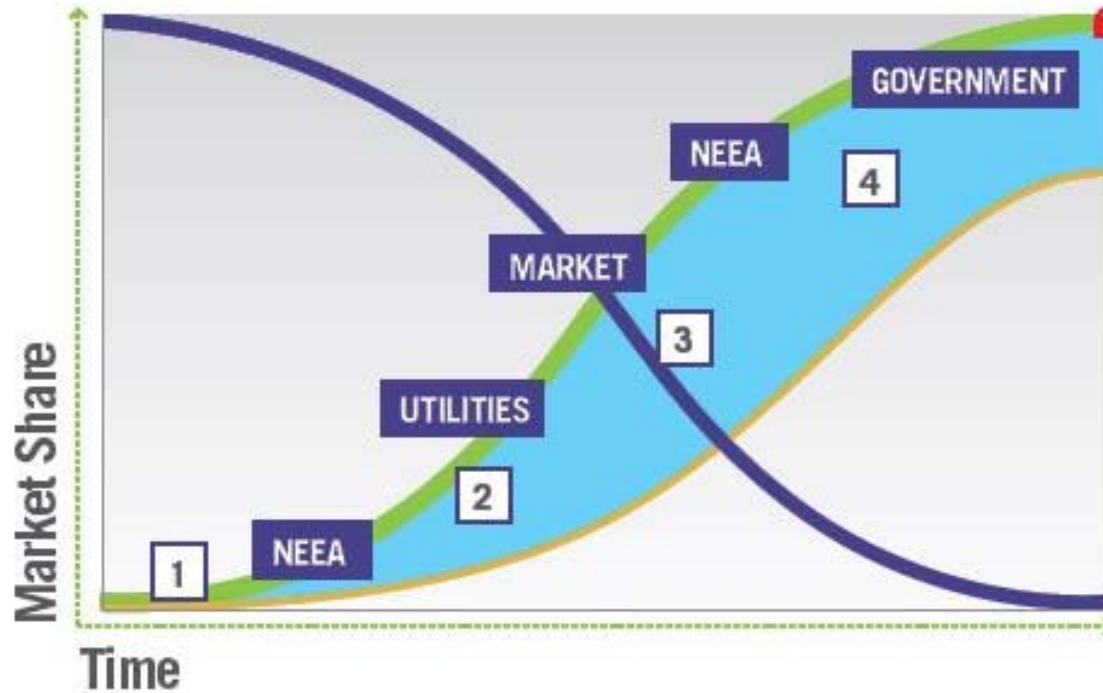 GOVERNMENT
NEEA
4
MARKET
3
UTILITIES
2
NEEA
1
Market Share
Time